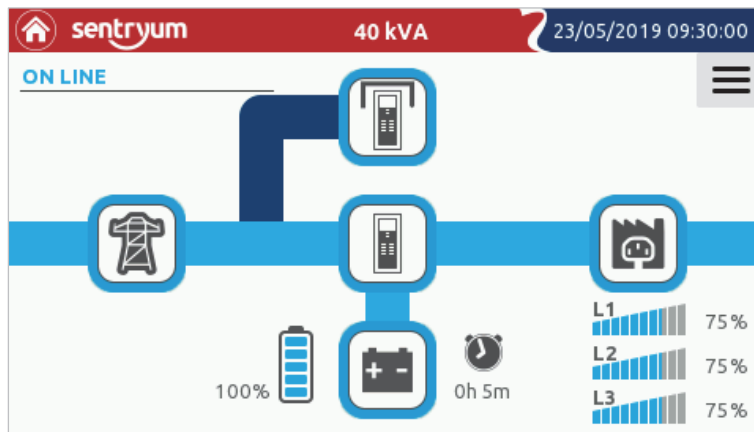 sentryum 40 kVA 23/05/2019 09:30:00
ON LINE
L1 75%
L2 75%
100% 0h 5m
L3 75%